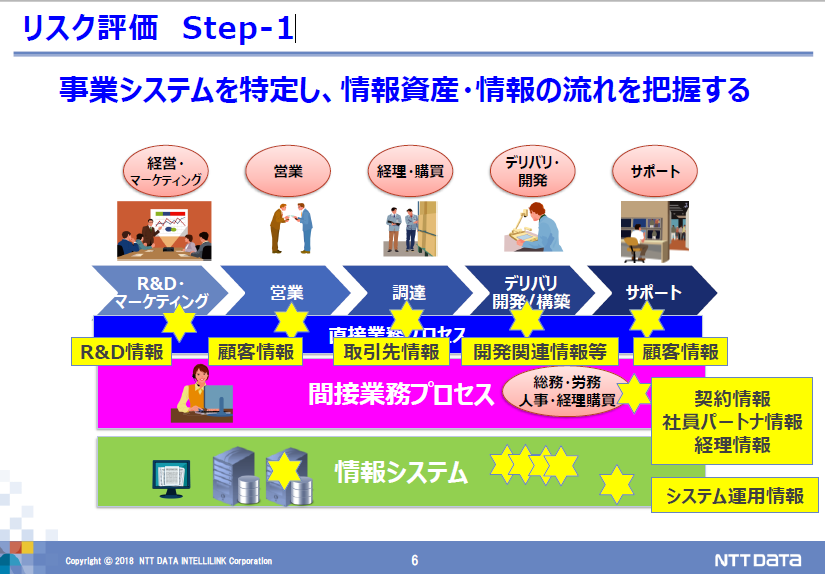 リスク評価　Step-1
事業システムを特定し、情報資産・情報の流れを把握する
経営・
マーケティング
営業
経理・購買
デリバリ・
開発
サポート
R&D・
マーケティング
営業
調達
デリバリ
開発/構築
サポート
直接業務プロセス
R&D情報
顧客情報
取引先情報
開発関連情報等
顧客情報
間接業務プロセス
総務・労務
人事・経理購買
契約情報
社員パートナ情報
経理情報
情報システム
システム運用情報
Copyright © 2018 NTT DATA INTELLILINK Corporation
6
NTT DATA